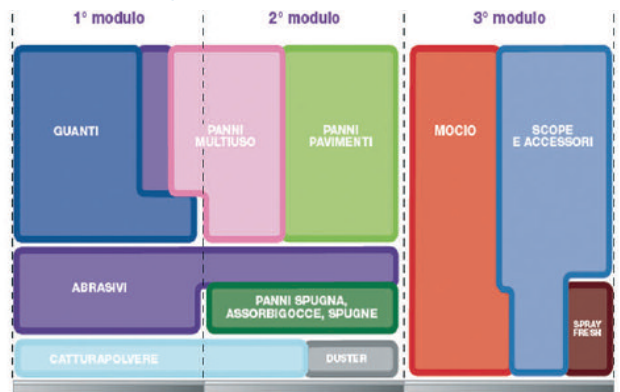 1° modulo
2° modulo
3° modulo
GUANTI
PANNI
MULTIUSO
PANNI
PAVIMENTI
MOCIO
SCOPE
E ACCESSORI
ABRASIVI
PANNI SPUGNA,
ASSORBIGOCCE, SPUGNE
SPRAY
FRESH
CATTURAPOLVERE
DUSTER